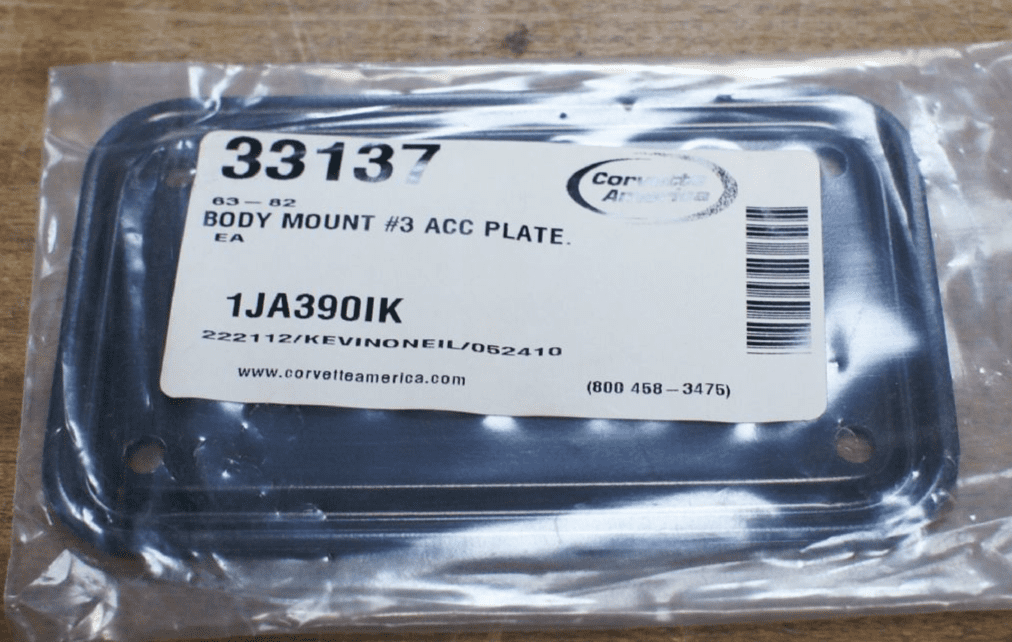 33137
Corvette
America
63-82
BODY MOUNT #3 ACC PLATE.
EA
1JA390IK
222112/KEVINONEIL/052410
www.corvetteamerica.com
(800 458-3475)